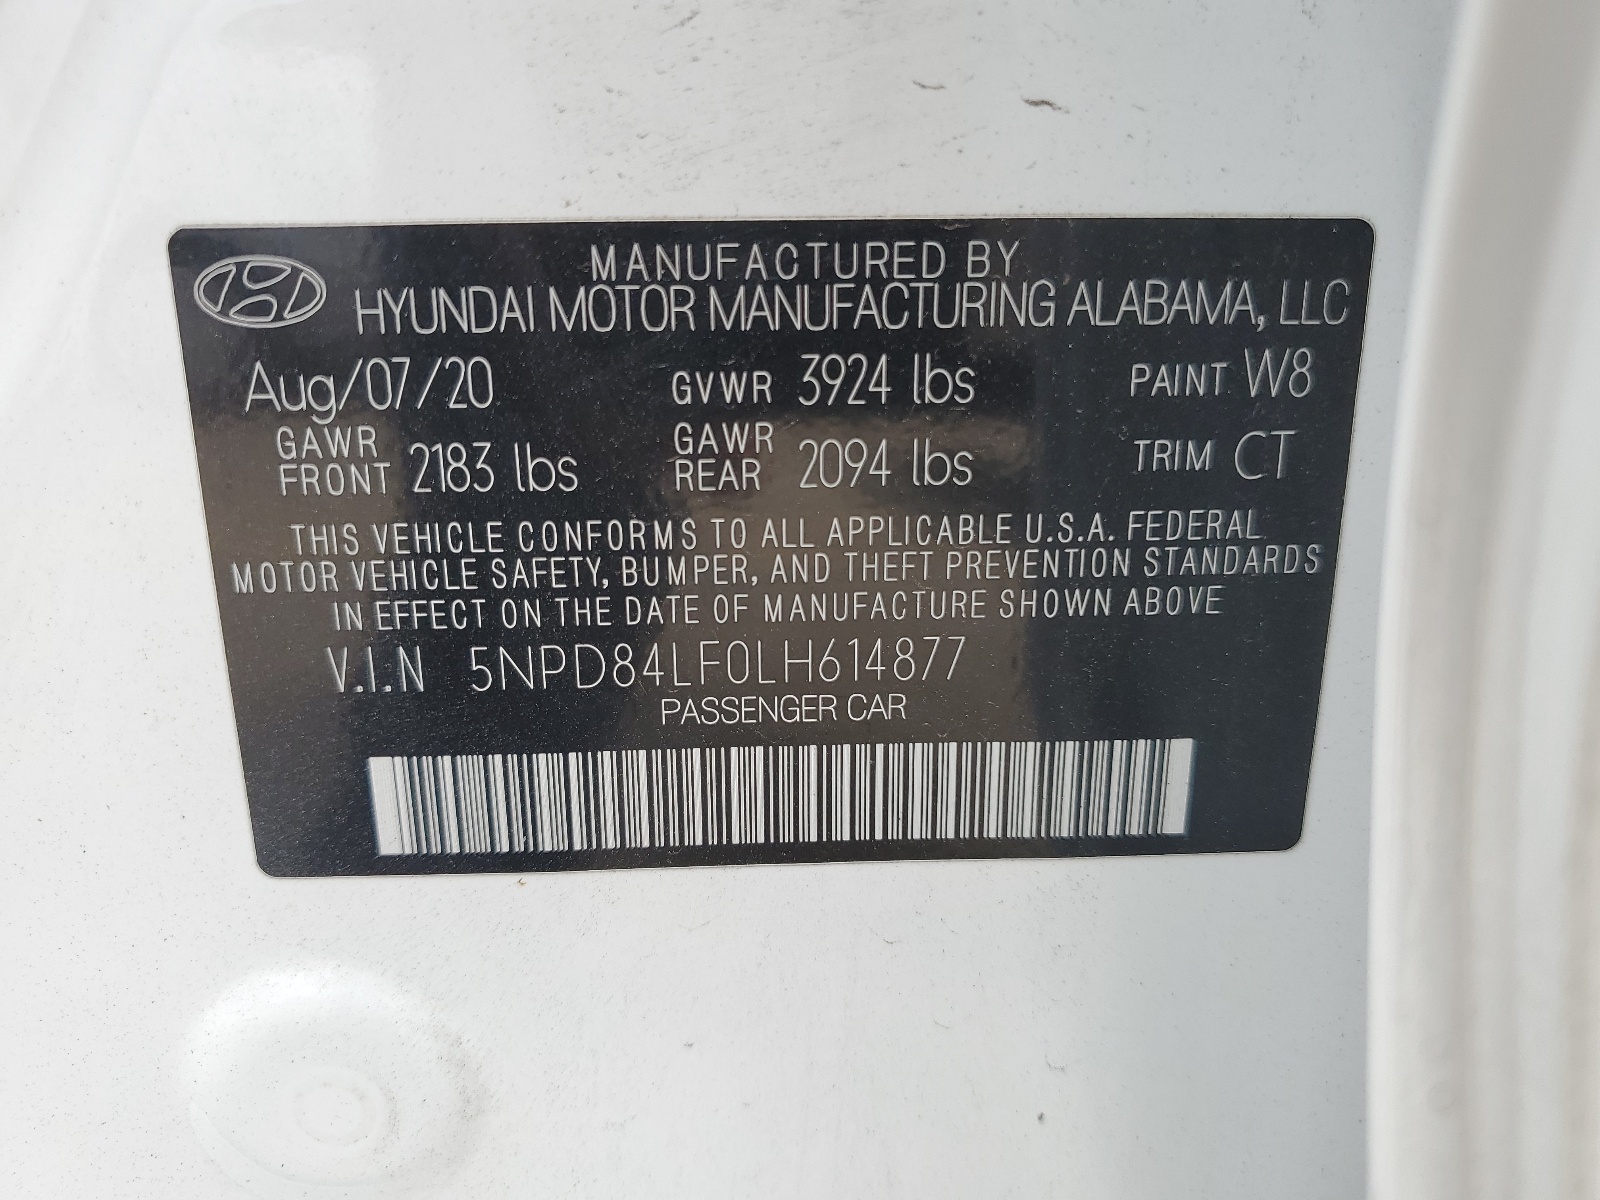 MANUFACTURED BY
HYUNDAI MOTOR MANUFACTURING ALABAMA, LLC
Aug/07/20 GVWR 3924 lbs PAINT W8
GAWR FRONT 2183 lbs GAWR REAR 2094 lbs TRIM CT
THIS VEHICLE CONFORMS TO ALL APPLICABLE U.S.A. FEDERAL
MOTOR VEHICLE SAFETY, BUMPER, AND THEFT PREVENTION STANDARDS
IN EFFECT ON THE DATE OF MANUFACTURE SHOWN ABOVE
V.I.N 5NPD84LF0LH614877
PASSENGER CAR